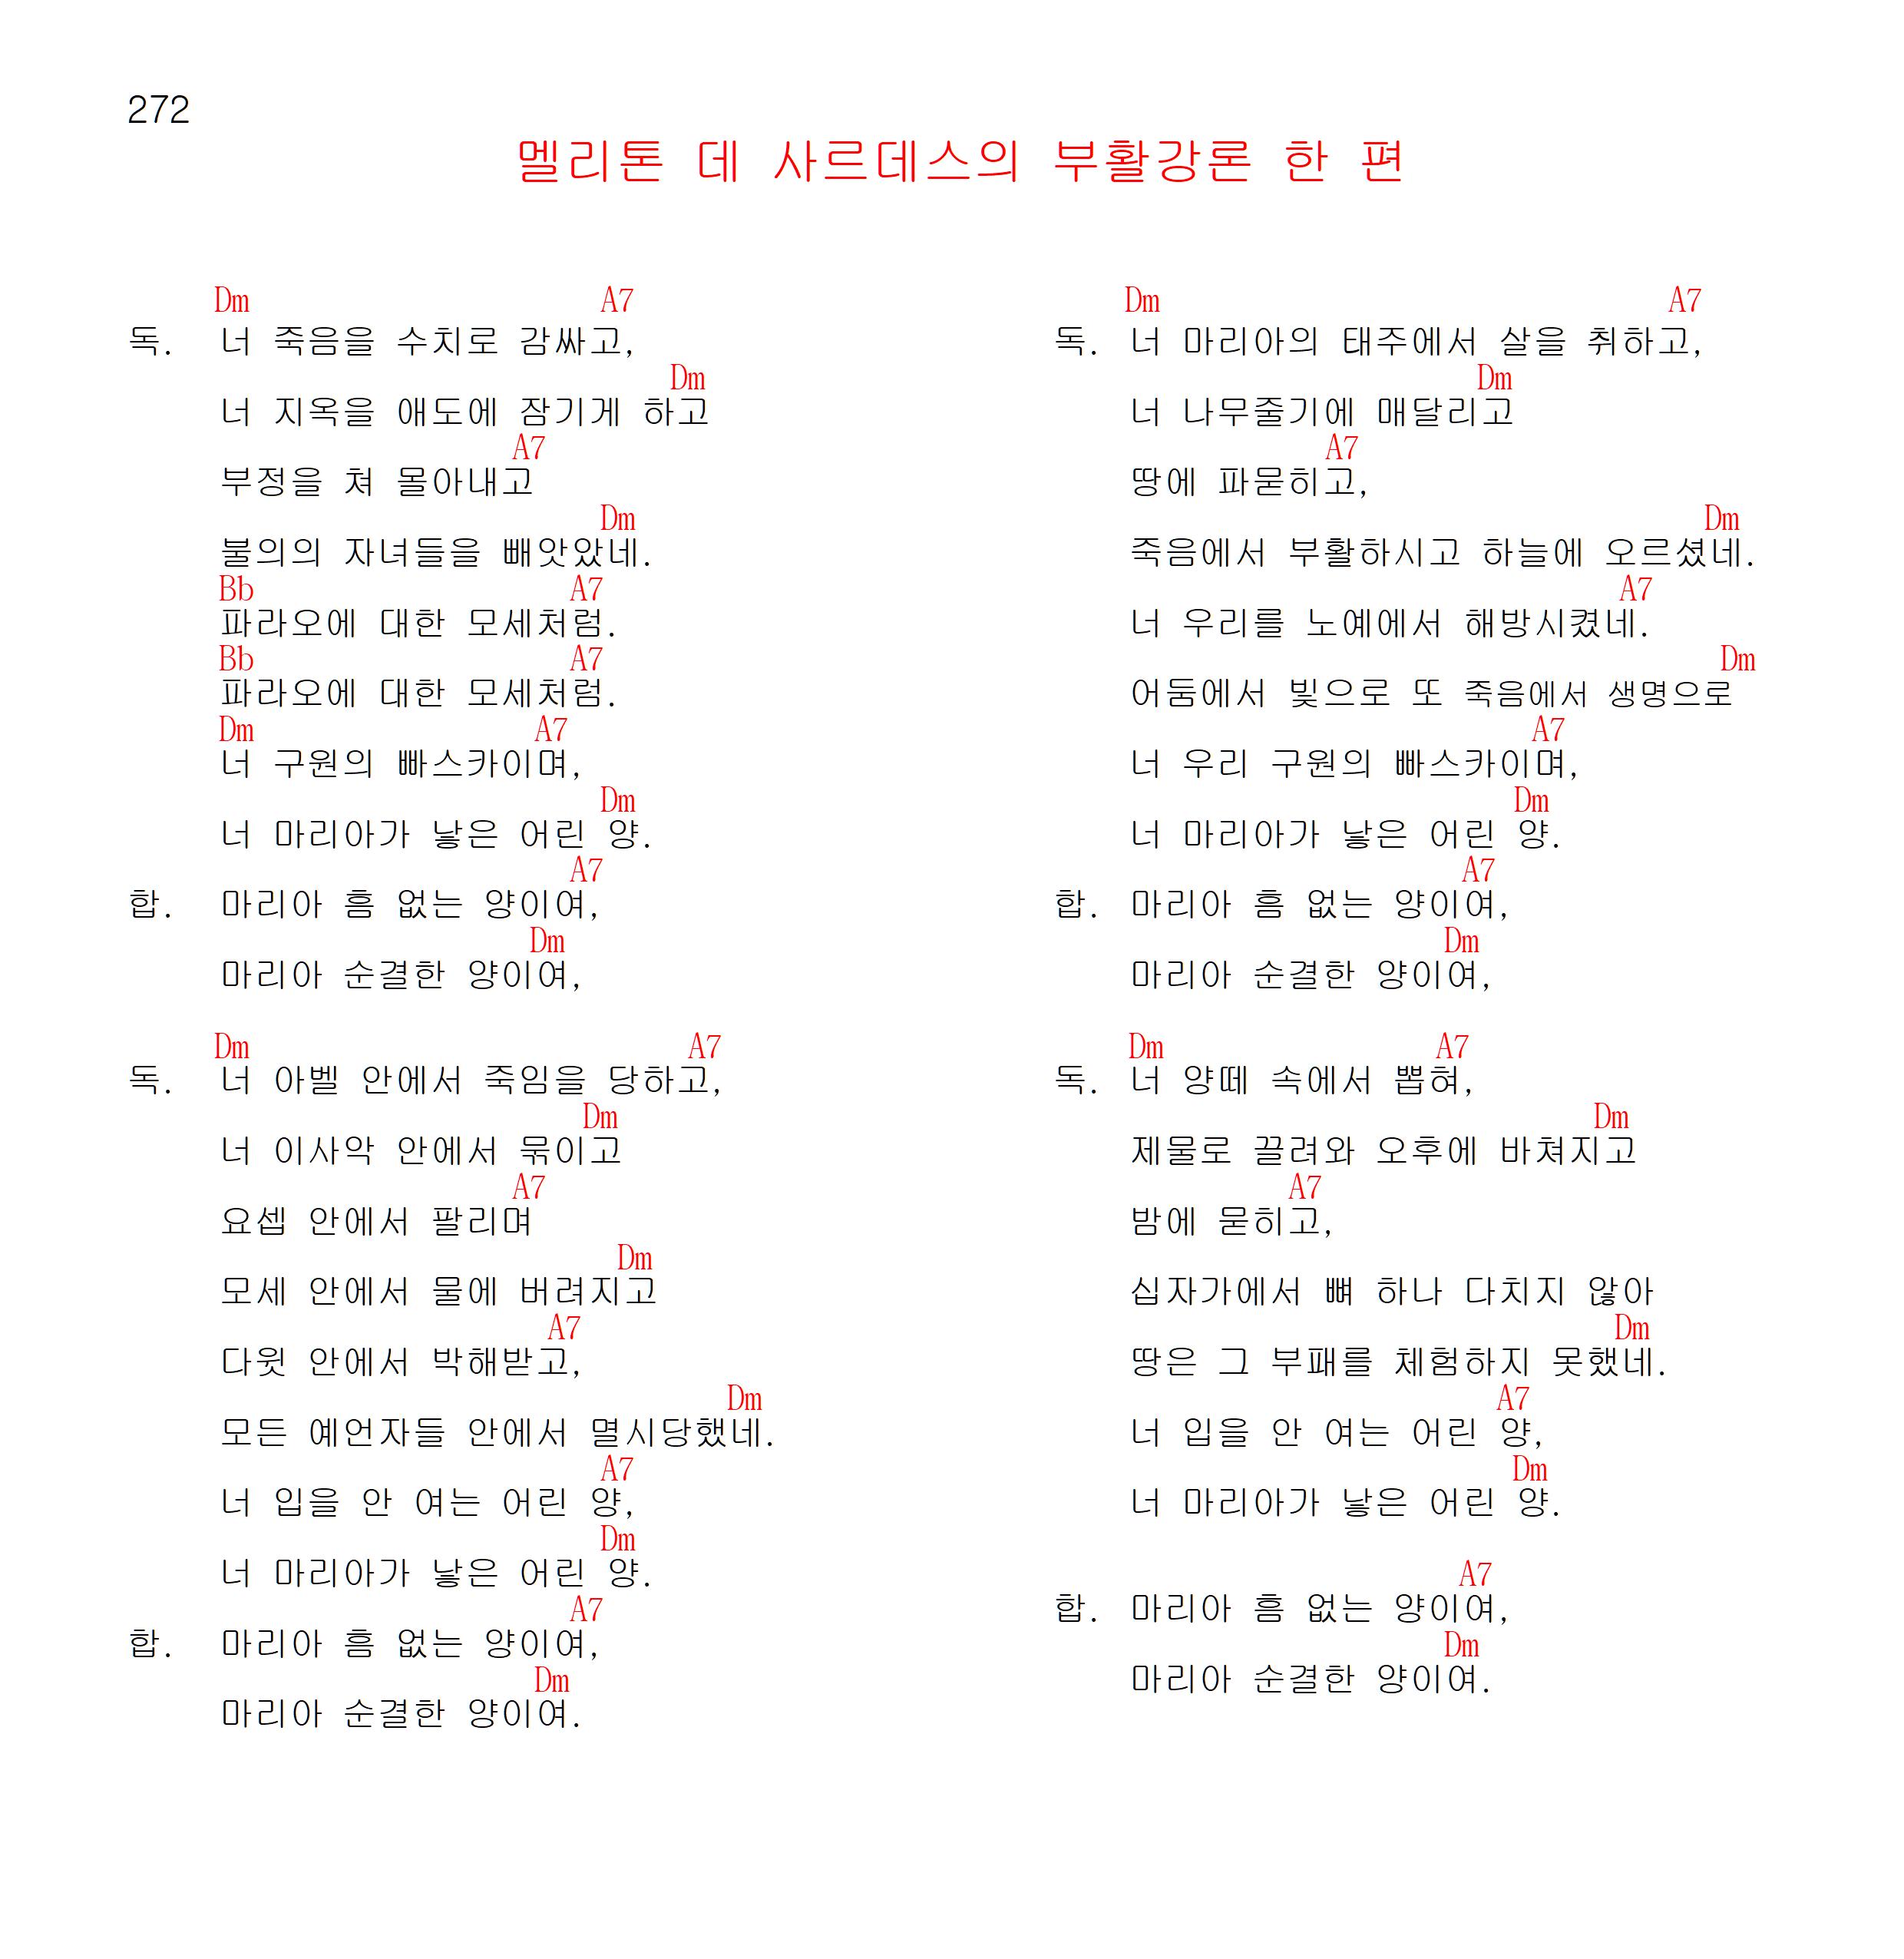 272
멜리톤 데 사르데스의 부활강론 한 편
Dm A7
독. 너 죽음을 수치로 감싸고,
Dm
너 지옥을 애도에 잠기게 하고
A7
부정을 쳐 몰아내고
Dm
불의의 자녀들을 빼앗았네.
Bb A7
파라오에 대한 모세처럼.
Bb A7
파라오에 대한 모세처럼.
Dm A7
너 구원의 빠스카이며,
Dm
너 마리아가 낳은 어린 양.
A7
합. 마리아 흠 없는 양이여,
Dm
마리아 순결한 양이여,
Dm A7
독. 너 아벨 안에서 죽임을 당하고,
Dm
너 이사악 안에서 묶이고
A7
요셉 안에서 팔리며
Dm
모세 안에서 물에 버려지고
A7
다윗 안에서 박해받고,
Dm
모든 예언자들 안에서 멸시당했네.
A7
너 입을 안 여는 어린 양,
Dm
너 마리아가 낳은 어린 양.
A7
합. 마리아 흠 없는 양이여,
Dm
마리아 순결한 양이여.
Dm A7
독. 너 마리아의 태주에서 살을 취하고,
Dm
너 나무줄기에 매달리고
A7
땅에 파묻히고,
Dm
죽음에서 부활하시고 하늘에 오르셨네.
A7
너 우리를 노예에서 해방시켰네.
Dm
어둠에서 빛으로 또 죽음에서 생명으로
A7
너 우리 구원의 빠스카이며,
Dm
너 마리아가 낳은 어린 양.
A7
합. 마리아 흠 없는 양이여,
Dm
마리아 순결한 양이여,
Dm A7
독. 너 양떼 속에서 뽑혀,
Dm
제물로 끌려와 오후에 바쳐지고
A7
밤에 묻히고,
십자가에서 뼈 하나 다치지 않아
Dm
땅은 그 부패를 체험하지 못했네.
A7
너 입을 안 여는 어린 양,
Dm
너 마리아가 낳은 어린 양.
A7
합. 마리아 흠 없는 양이여,
Dm
마리아 순결한 양이여.